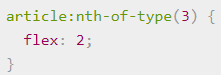 article:nth-of-type(3) {
  flex: 2;
}